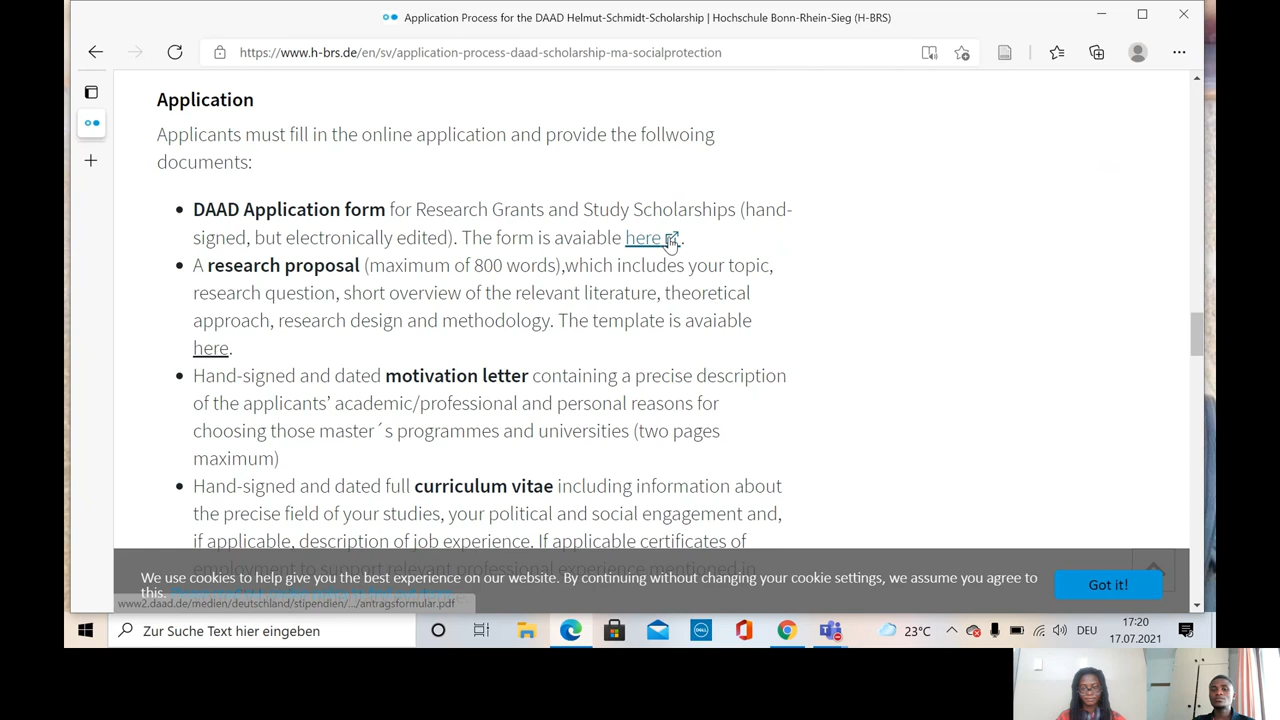 Application Process for the DAAD Helmut-Schmidt-Scholarship | Hochschule Bonn-Rhein-Sieg (H-BRS)
https://www.h-brs.de/en/sv/application-process-daad-scholarship-ma-socialprotection
Application
Applicants must fill in the online application and provide the follwoing
documents:
DAAD Application form for Research Grants and Study Scholarships (hand-
signed, but electronically edited). The form is avaiable here.
A research proposal (maximum of 800 words),which includes your topic,
research question, short overview of the relevant literature, theoretical
approach, research design and methodology. The template is avaiable
here.
Hand-signed and dated motivation letter containing a precise description
of the applicants’ academic/professional and personal reasons for
choosing those master´s programmes and universities (two pages
maximum)
Hand-signed and dated full curriculum vitae including information about
the precise field of your studies, your political and social engagement and,
if applicable, description of job experience. If applicable certificates of
employment to support relevant professional experience mentioned in
We use cookies to help give you the best experience on our website. By continuing without changing your cookie settings, we assume you agree to
this.
Got it!
www2.daad.de/medien/deutschland/stipendien/.../antragsformular.pdf
Zur Suche Text hier eingeben
DELL
23°C
DEU
17:20
17.07.2021